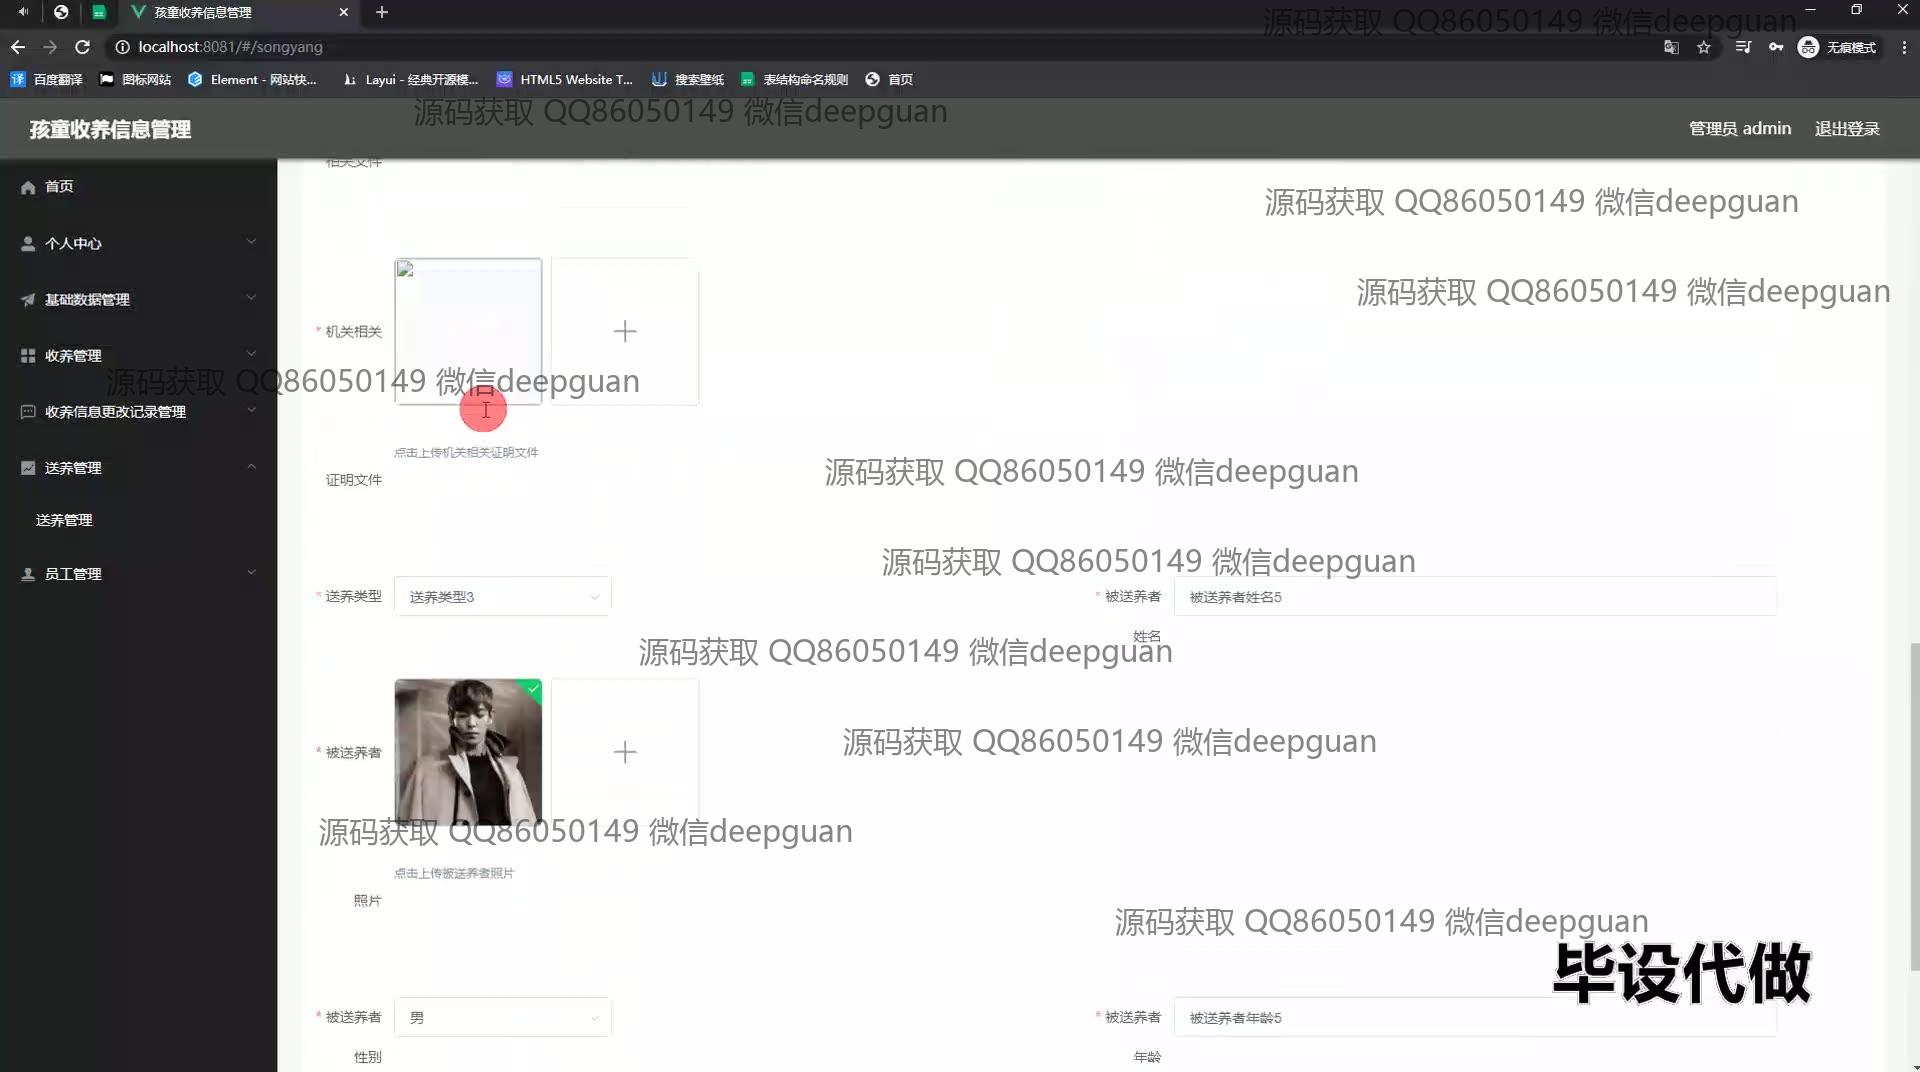 孩童收养信息管理
源码获取 QQ86050149 微信deepguan
localhost:8081/#/songyang
无痕模式
百度翻译
图标网站
Element - 网站快...
Layui - 经典开源模...
HTML5 Website T...
搜索壁纸
表结构命名规则
首页
源码获取 QQ86050149 微信deepguan
孩童收养信息管理
管理员 admin
退出登录
相关文件
首页
源码获取 QQ86050149 微信deepguan
个人中心
基础数据管理
源码获取 QQ86050149 微信deepguan
* 机关相关
收养管理
源码获取 QQ86050149 微信deepguan
收养信息更改记录管理
点击上传机关相关证明文件
送养管理
源码获取 QQ86050149 微信deepguan
证明文件
送养管理
源码获取 QQ86050149 微信deepguan
员工管理
* 送养类型
送养类型3
* 被送养者
被送养者姓名5
姓名
源码获取 QQ86050149 微信deepguan
* 被送养者
源码获取 QQ86050149 微信deepguan
源码获取 QQ86050149 微信deepguan
点击上传被送养者照片
照片
源码获取 QQ86050149 微信deepguan
毕设代做
* 被送养者
男
* 被送养者
被送养者年龄5
性别
年龄